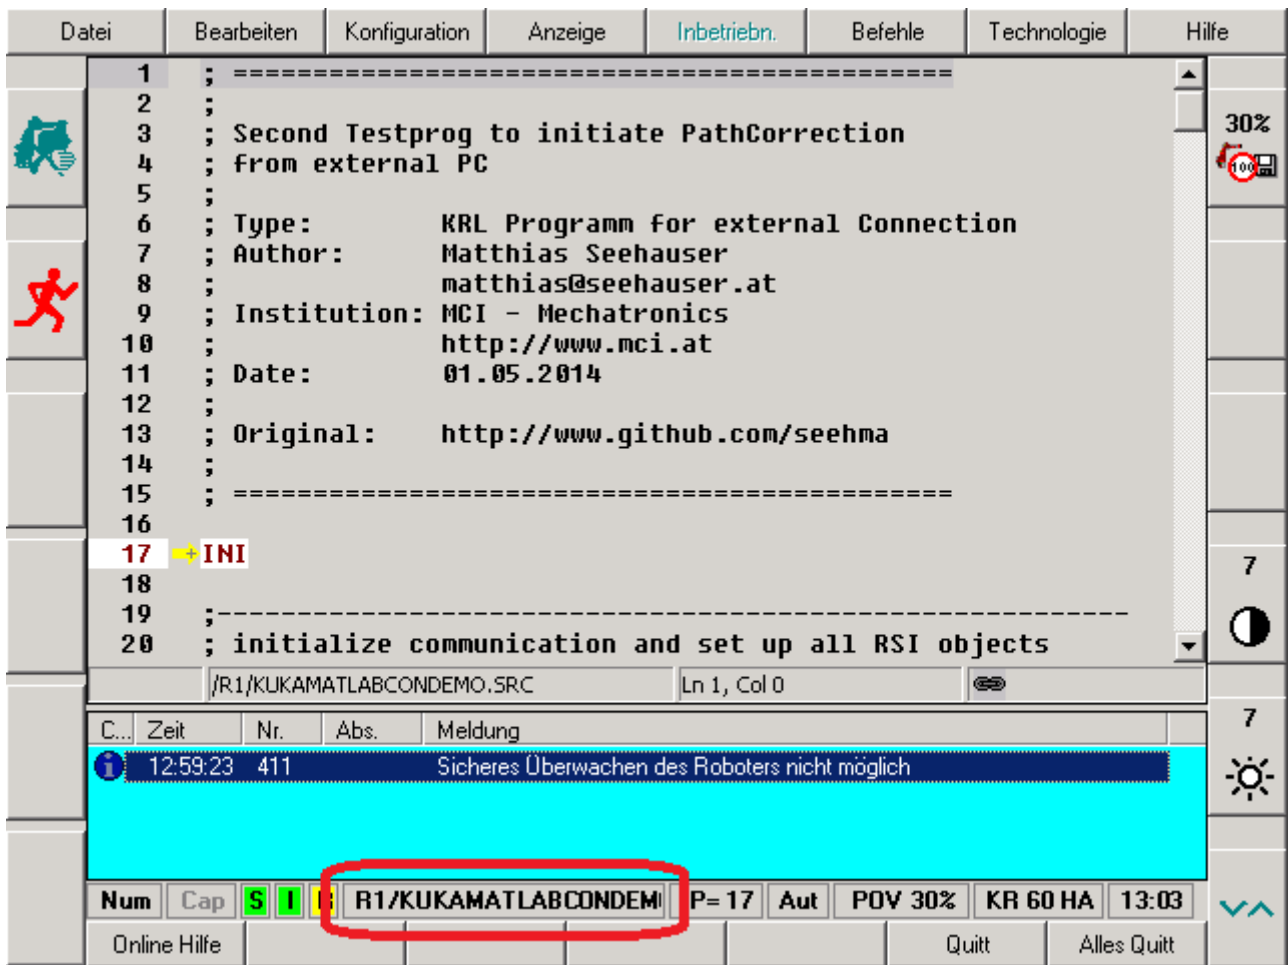 Datei Bearbeiten Konfiguration Anzeige Inbetriebn. Befehle Technologie Hilfe
1 ; =============================================
2 ;
3 ; Second Testprog to initiate PathCorrection
4 ; from external PC
5 ;
6 ; Type: KRL Programm for external Connection
7 ; Author: Matthias Seehauser
8 ; matthias@seehauser.at
9 ; Institution: MCI - Mechatronics
10 ; http://www.mci.at
11 ; Date: 01.05.2014
12 ;
13 ; Original: http://www.github.com/seehma
14 ;
15 ; =============================================
16
17 INI
18
19 ;---------------------------------------------------------
20 ; initialize communication and set up all RSI objects
30%
100
7
7
/R1/KUKAMATLABCONDEMO.SRC Ln 1, Col 0
C... Zeit Nr. Abs. Meldung
12:59:23 411 Sicheres Überwachen des Roboters nicht möglich
Num Cap S I R1/KUKAMATLABCONDEM P= 17 Aut POV 30% KR 60 HA 13:03
Online Hilfe Quitt Alles Quitt